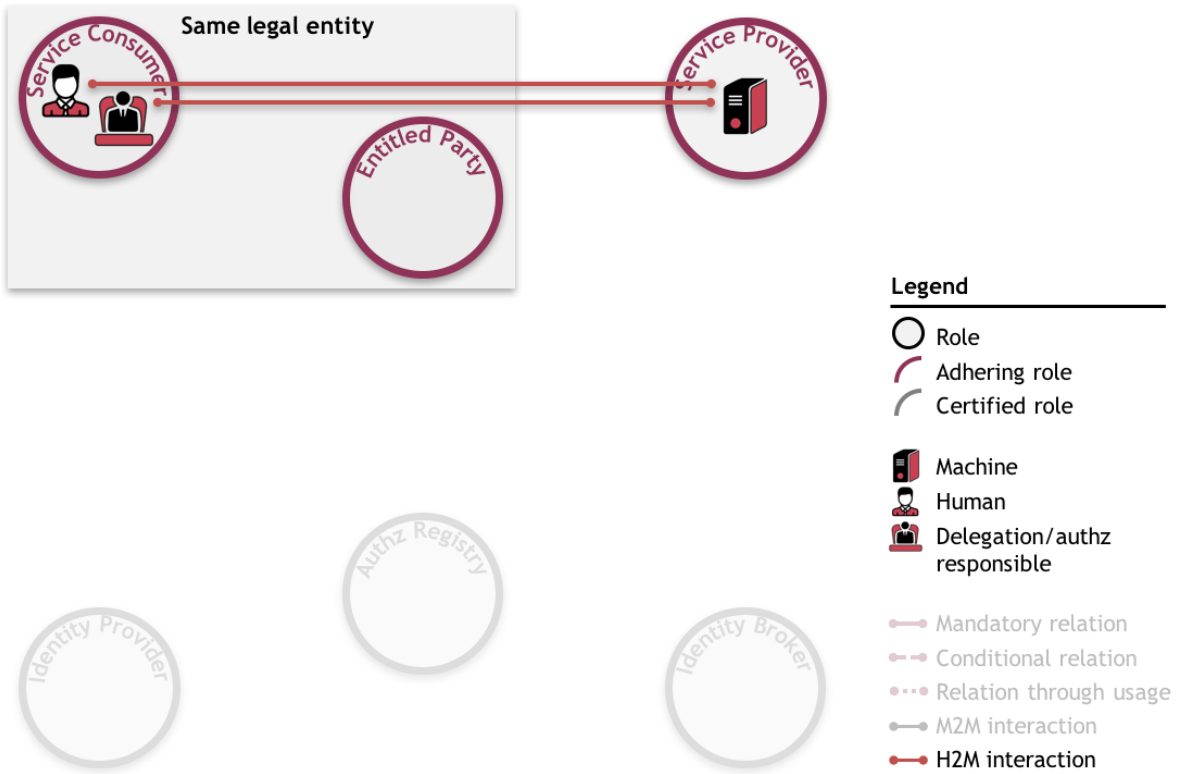 Same legal entity
Service Consumer
Service Provider
Entitled Party
Legend
Role
Adhering role
Certified role
Machine
Human
Delegation/authz
responsible
Authz Registry
Identity Provider
Identity Broker
Mandatory relation
Conditional relation
Relation through usage
M2M interaction
H2M interaction